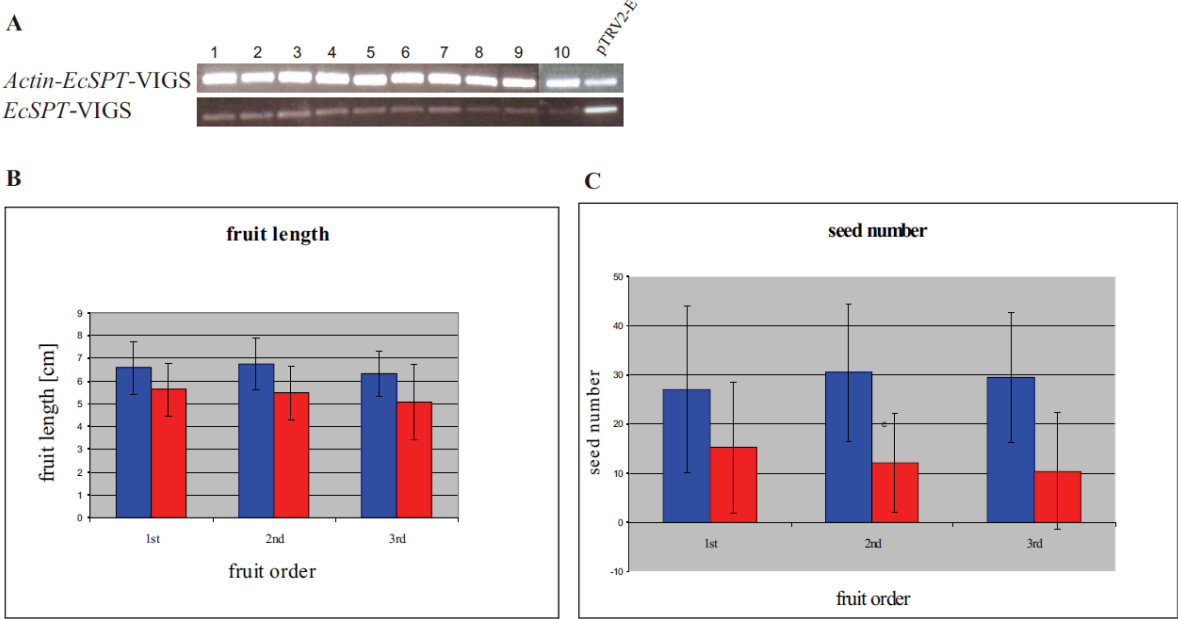 A
1 2 3 4 5 6 7 8 9 10 pTRV2-E
Actin-EcSPT-VIGS
EcSPT-VIGS
B
fruit length
fruit length [cm]
9
8
7
6
5
4
3
2
1
0
1st 2nd 3rd
fruit order
C
seed number
seed number
50
40
30
20
10
0
-10
c
1st 2nd 3rd
fruit order